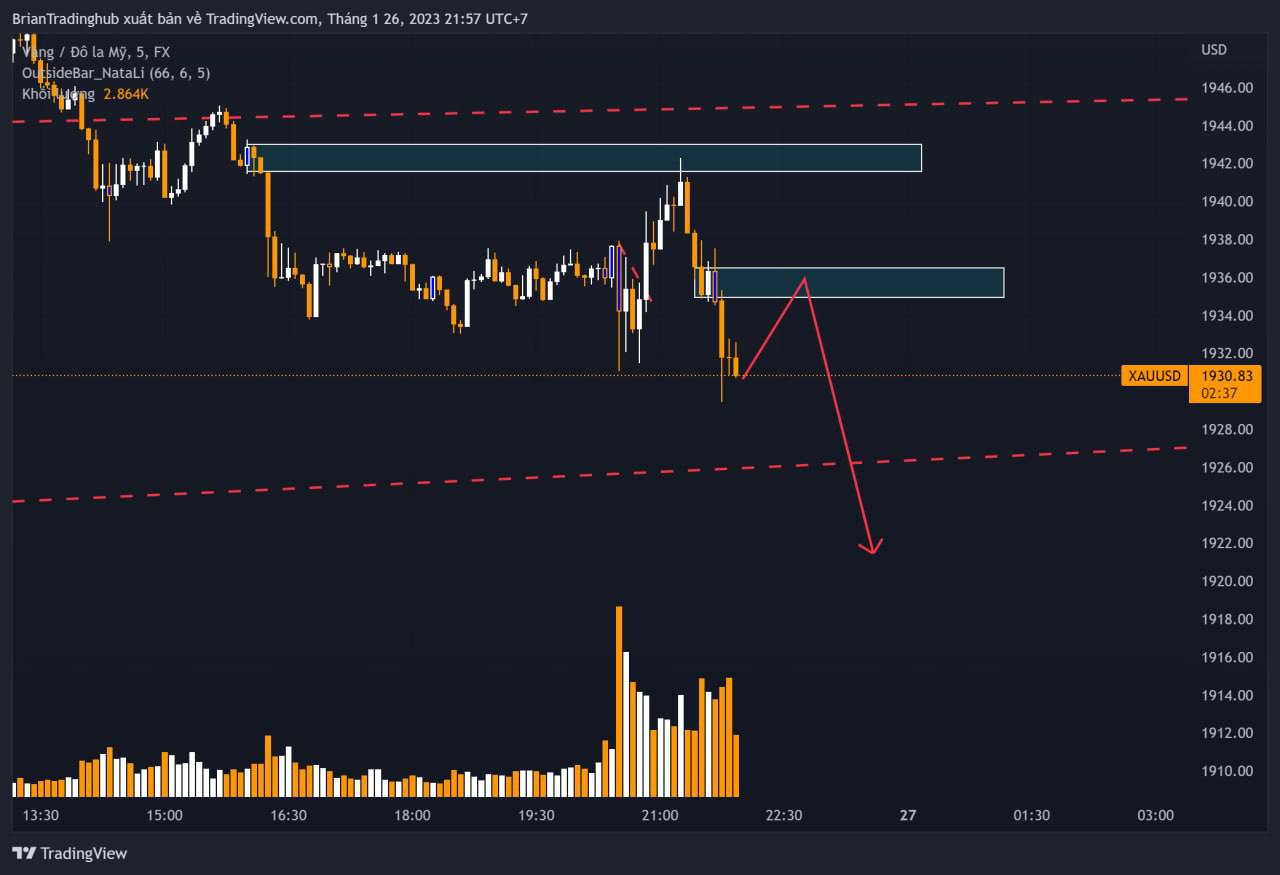 BrianTradinghub xuất bản về TradingView.com, Tháng 1 26, 2023 21:57 UTC+7
Vàng / Đô la Mỹ, 5, FX
OutsideBar_NataLi (66, 6, 5)
Khối lượng 2.864K
USD
1946.00
1944.00
1942.00
1940.00
1938.00
1936.00
1934.00
1932.00
XAUUSD 1930.83
02:37
1928.00
1926.00
1924.00
1922.00
1920.00
1918.00
1916.00
1914.00
1912.00
1910.00
13:30 15:00 16:30 18:00 19:30 21:00 22:30 27 01:30 03:00
TradingView